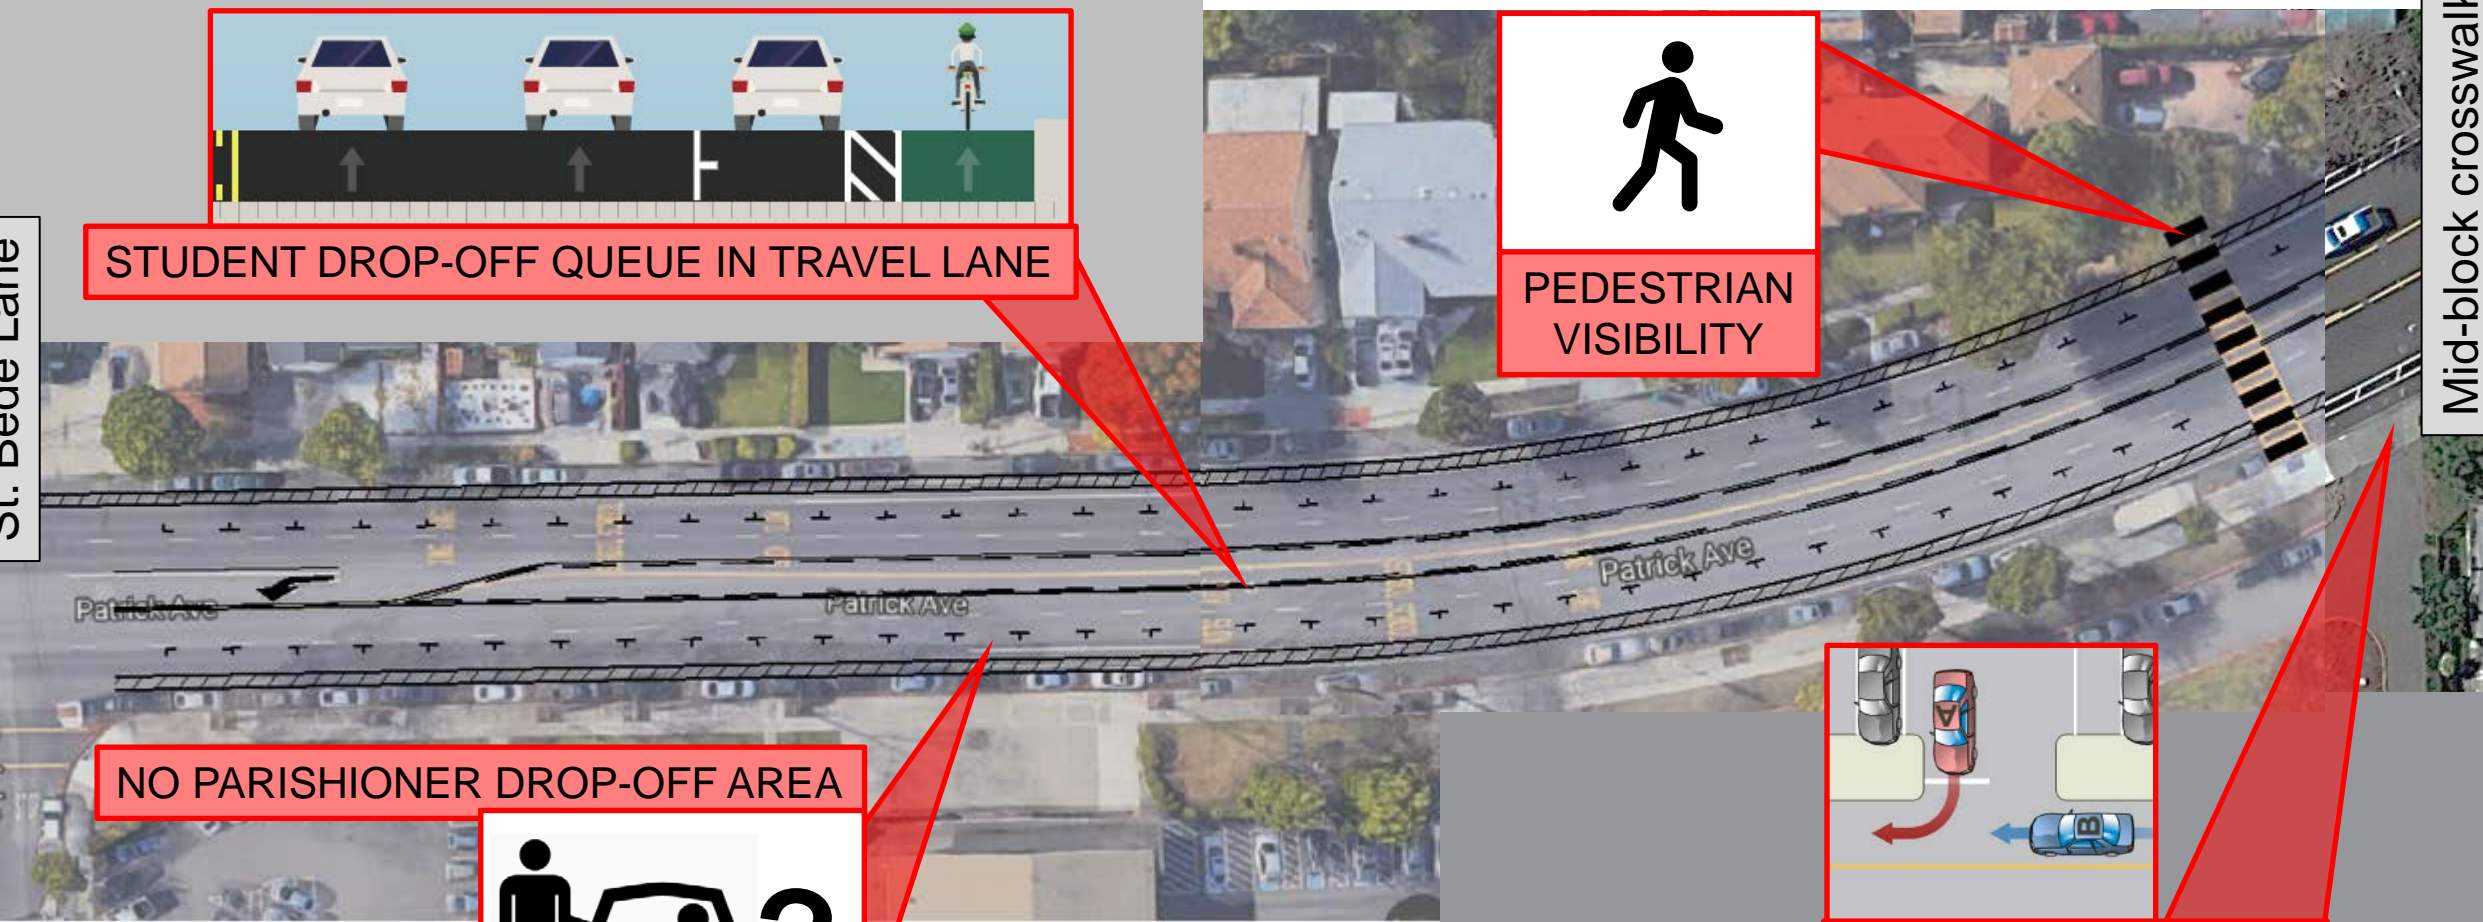 STUDENT DROP-OFF QUEUE IN TRAVEL LANE
PEDESTRIAN
VISIBILITY
Mid-block crosswalk
St. Bede Lane
Patrick Ave
Patrick Ave
Patrick Ave
NO PARISHIONER DROP-OFF AREA
?
A
B